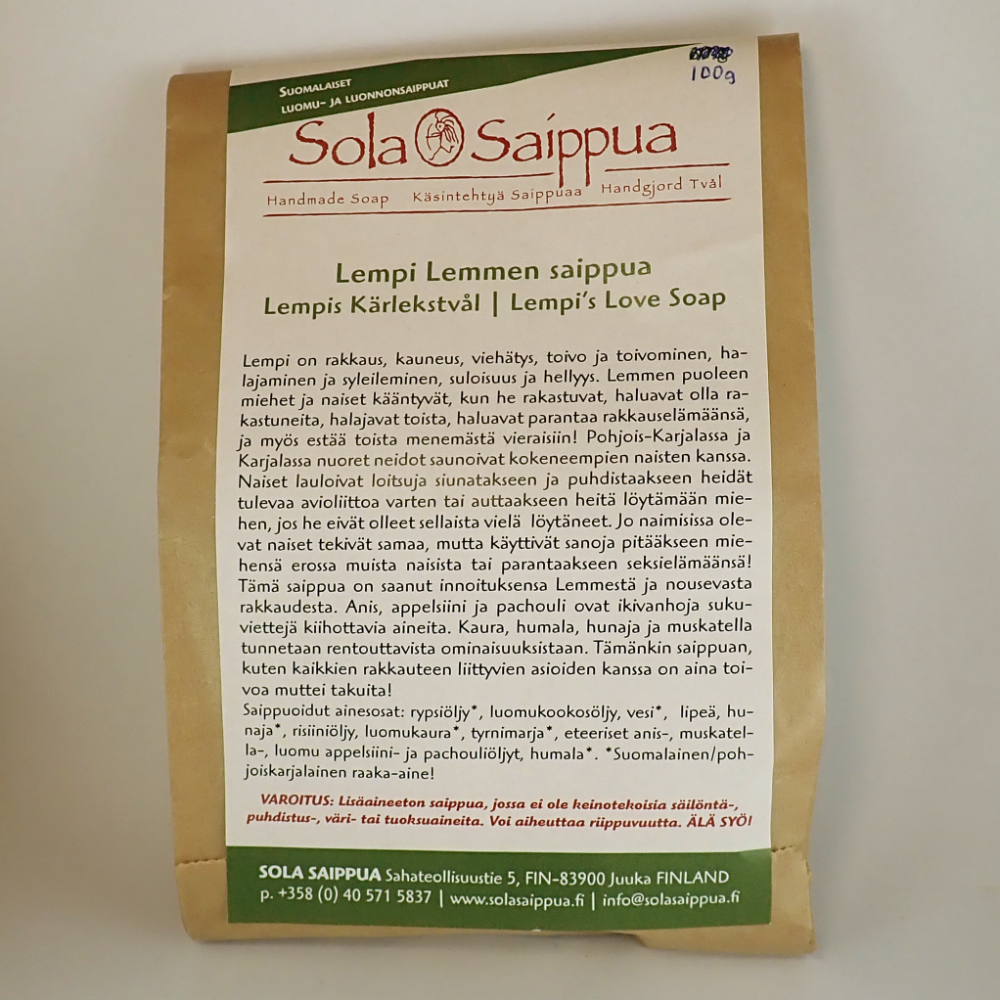 SUOMALAISET
LUOMU- JA LUONNONSAIPPUAT
100g
Sola Saippua
Handmade Soap Käsintehtyä Saippuaa Handgjord Tvål
Lempi Lemmen saippua
Lempis Kärlekstvål | Lempi's Love Soap
Lempi on rakkaus, kauneus, viehätys, toivo ja toivominen, ha-
lajaminen ja syleileminen, suloisuus ja hellyys. Lemmen puoleen
miehet ja naiset kääntyvät, kun he rakastuvat, haluavat olla ra-
kastuneita, halajavat toista, haluavat parantaa rakkauselämäänsä,
ja myös estää toista menemästä vieraisiin! Pohjois-Karjalassa ja
Karjalassa nuoret neidot saunoivat kokeneempien naisten kanssa.
Naiset lauloivat loitsuja siunatakseen ja puhdistaakseen heidät
tulevaa avioliittoa varten tai auttaakseen heitä löytämään mie-
hen, jos he eivät olleet sellaista vielä löytäneet. Jo naimisissa ole-
vat naiset tekivät samaa, mutta käyttivät sanoja pitääkseen mie-
hensä erossa muista naisista tai parantaakseen seksielämäänsä!
Tämä saippua on saanut innoituksensa Lemmestä ja nousevasta
rakkaudesta. Anis, appelsiini ja pachouli ovat ikivanhoja suku-
viettejä kiihottavia aineita. Kaura, humala, hunaja ja muskatella
tunnetaan rentouttavista ominaisuuksistaan. Tämänkin saippuan,
kuten kaikkien rakkauteen liittyvien asioiden kanssa on aina toi-
voa muttei takuita!
Saippuoidut ainesosat: rypsiöljy*, luomukookosöljy, vesi*, lipeä, hu-
naja*, risiiniöljy, luomukaura*, tyrnimarja*, eteeriset anis-, muskatel-
la-, luomu appelsiini- ja pachouliöljyt, humala*. *Suomalainen/poh-
joiskarjalainen raaka-aine!
VAROITUS: Lisäaineeton saippua, jossa ei ole keinotekoisia säilöntä-,
puhdistus-, väri- tai tuoksuaineita. Voi aiheuttaa riippuvuutta. ÄLÄ SYÖ!
SOLA SAIPPUA Sahateollisuustie 5, FIN-83900 Juuka FINLAND
p. +358 (0) 40 571 5837 | www.solasaippua.fi | info@solasaippua.fi